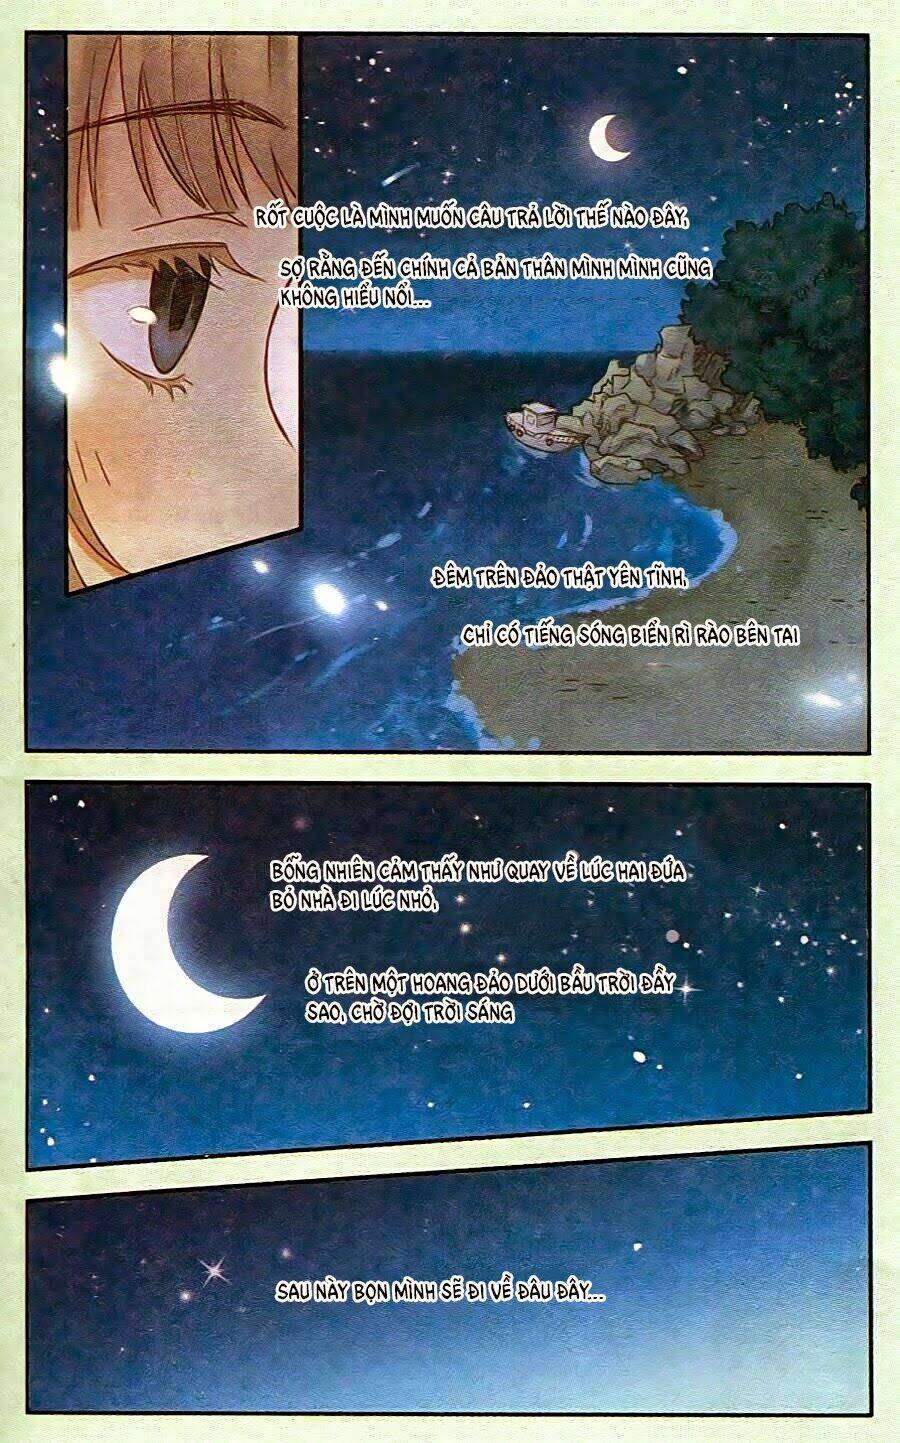 RỐT CUỘC LÀ MÌNH MUỐN CÂU TRẢ LỜI THẾ NÀO ĐÂY,
SỢ RẰNG ĐẾN CHÍNH CẢ BẢN THÂN MÌNH MÌNH CŨNG
KHÔNG HIỂU NỔI...
ĐÊM TRÊN ĐẢO THẬT YÊN TĨNH,
CHỈ CÓ TIẾNG SÓNG BIỂN RÌ RÀO BÊN TAI
BỖNG NHIÊN CẢM THẤY NHƯ QUAY VỀ LÚC HAI ĐỨA
BỎ NHÀ ĐI LÚC NHỎ,
Ở TRÊN MỘT HOANG ĐẢO DƯỚI BẦU TRỜI ĐẦY
SAO, CHỜ ĐỢI TRỜI SÁNG
SAU NÀY BỌN MÌNH SẼ ĐI VỀ ĐÂU ĐÂY...